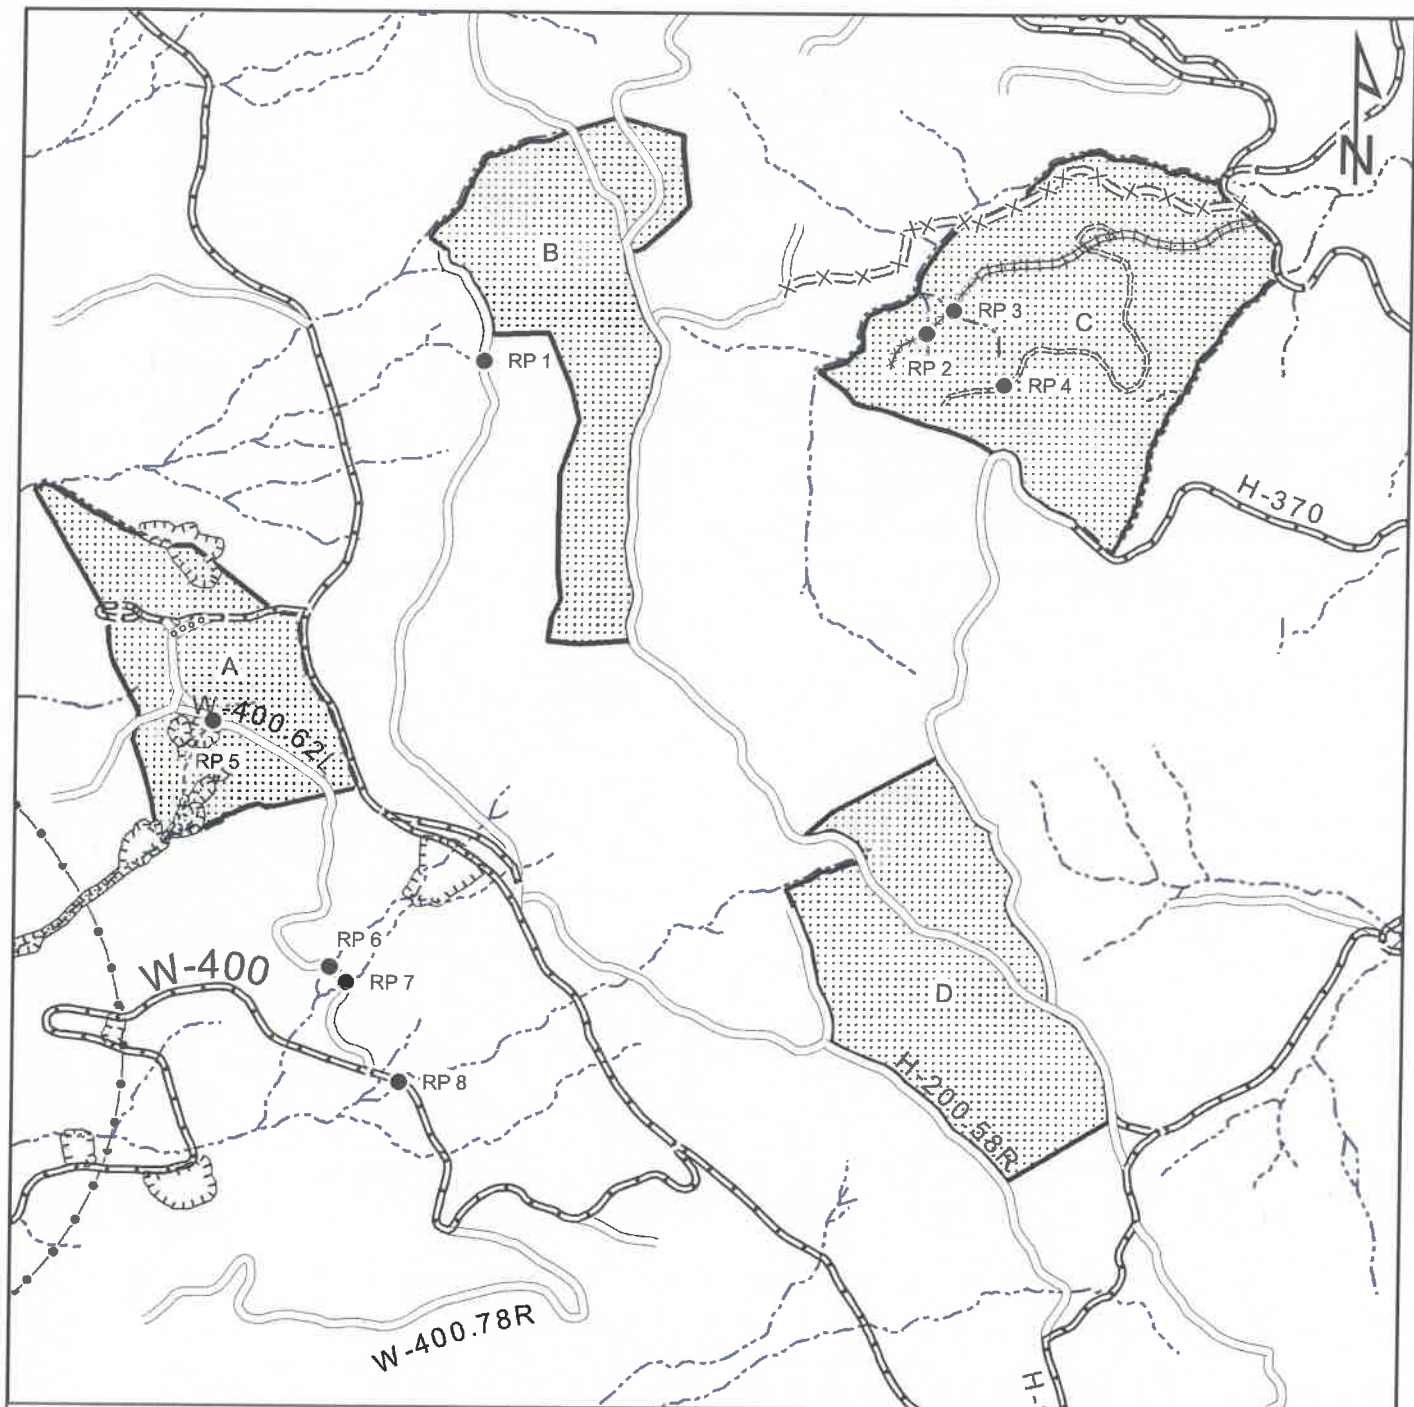 N
B
RP 1
RP 3
C
RP 2
RP 4
H-370
A
W-400.62L
RP 5
RP 6
W-400
RP 7
D
RP 8
H-200.58R
W-400.78R
H-